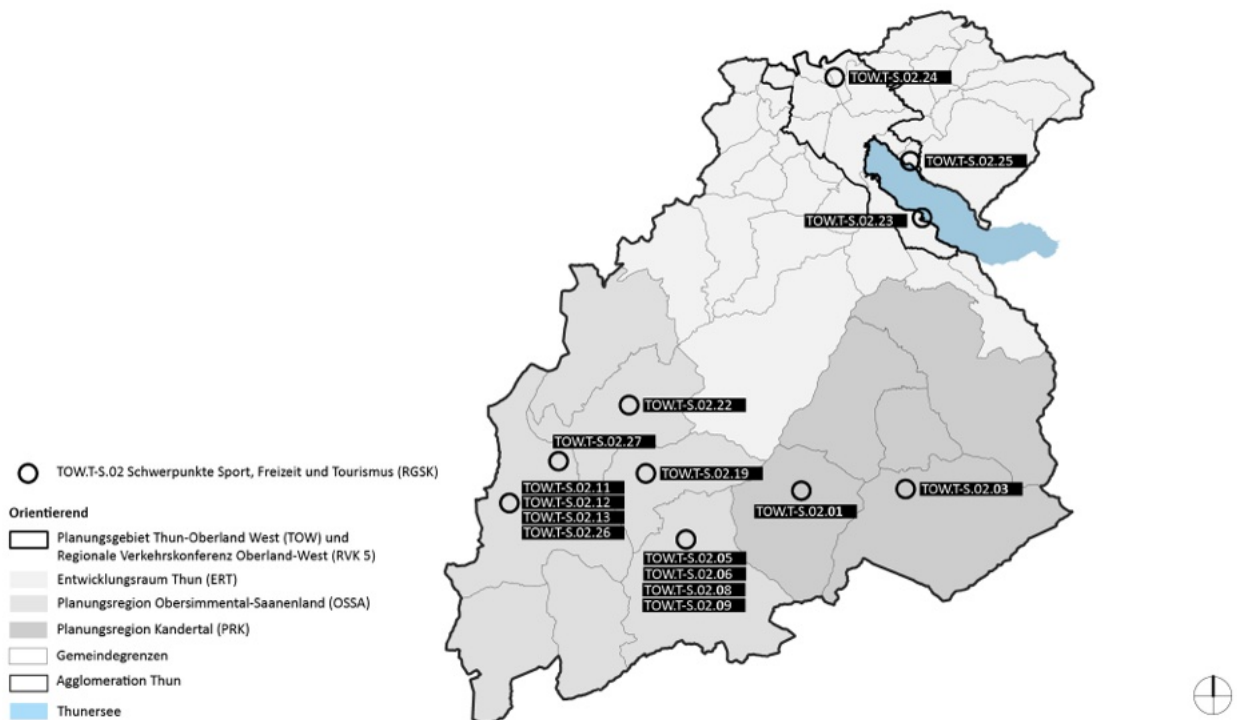 TOW.T-S.02.24
TOW.T-S.02.25
TOW.T-S.02.23
TOW.T-S.02.22
TOW.T-S.02.27
TOW.T-S.02.19
TOW.T-S.02.11
TOW.T-S.02.12
TOW.T-S.02.13
TOW.T-S.02.26
TOW.T-S.02.01
TOW.T-S.02.03
TOW.T-S.02.05
TOW.T-S.02.06
TOW.T-S.02.08
TOW.T-S.02.09
TOW.T-S.02 Schwerpunkte Sport, Freizeit und Tourismus (RGSK)
Orientierend
Planungsgebiet Thun-Oberland West (TOW) und
Regionale Verkehrskonferenz Oberland-West (RVK 5)
Entwicklungsraum Thun (ERT)
Planungsregion Obersimmental-Saanenland (OSSA)
Planungsregion Kandertal (PRK)
Gemeindegrenzen
Agglomeration Thun
Thunersee